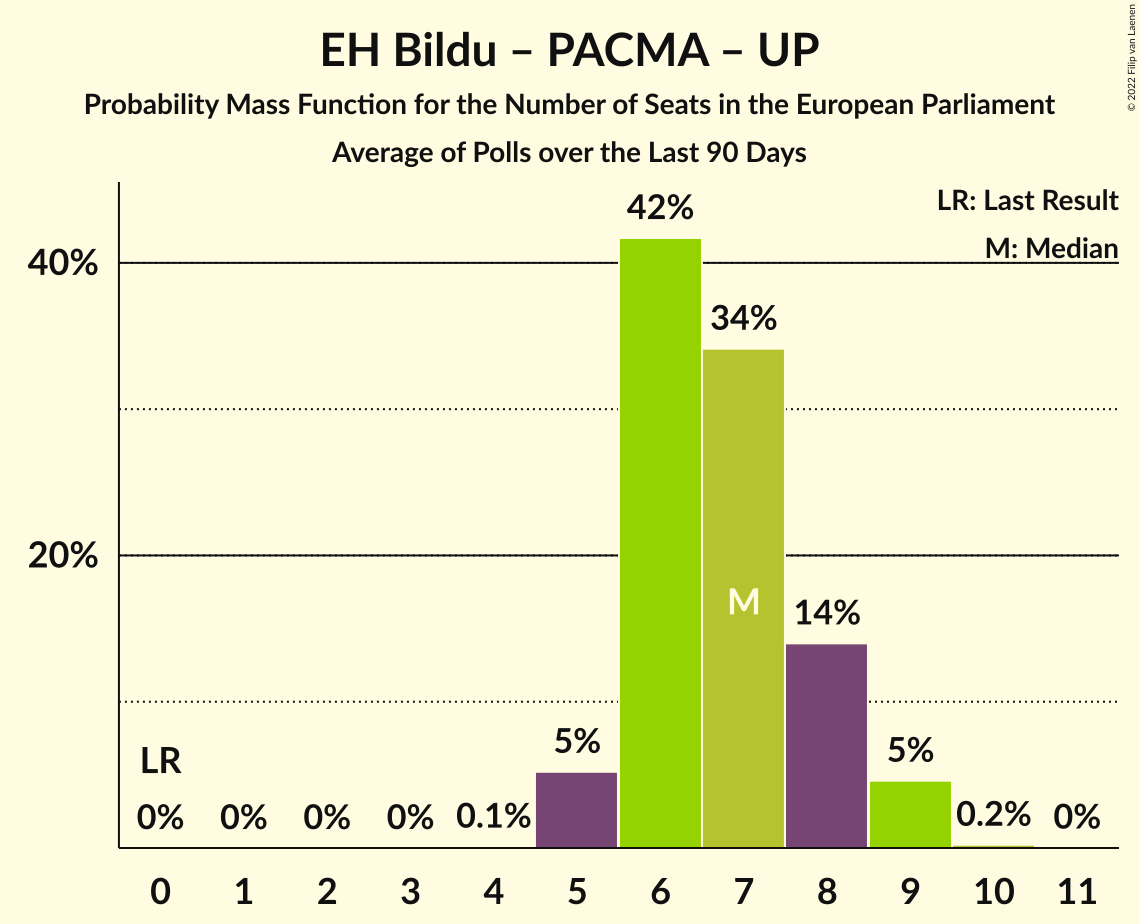 EH Bildu – PACMA – UP
Probability Mass Function for the Number of Seats in the European Parliament
Average of Polls over the Last 90 Days
© 2022 Filip van Laenen
LR: Last Result
M: Median
42%
40%
34%
20%
M
14%
5%
5%
LR
0%
0%
0%
0%
0.1%
0.2%
0%
0 1 2 3 4 5 6 7 8 9 10 11